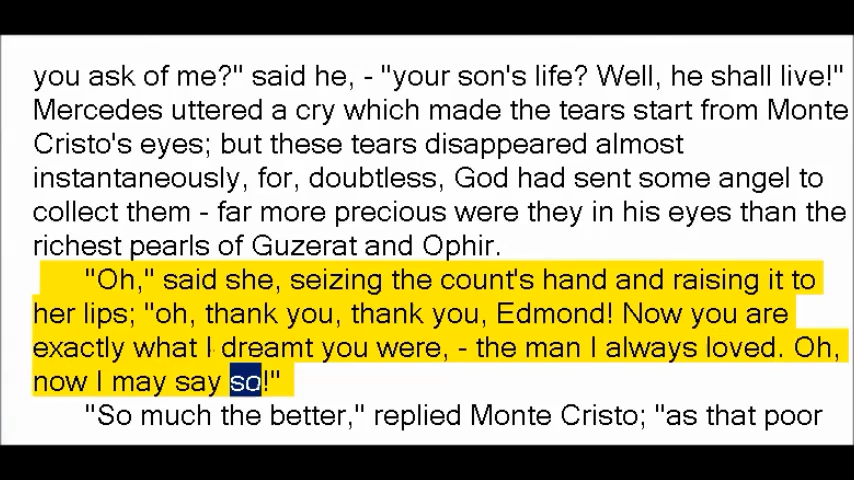 you ask of me?" said he, - "your son's life? Well, he shall live!"
Mercedes uttered a cry which made the tears start from Monte
Cristo's eyes; but these tears disappeared almost
instantaneously, for, doubtless, God had sent some angel to
collect them - far more precious were they in his eyes than the
richest pearls of Guzerat and Ophir.
"Oh," said she, seizing the count's hand and raising it to
her lips; "oh, thank you, thank you, Edmond! Now you are
exactly what I dreamt you were, - the man I always loved. Oh,
now I may say so!"
"So much the better," replied Monte Cristo; "as that poor